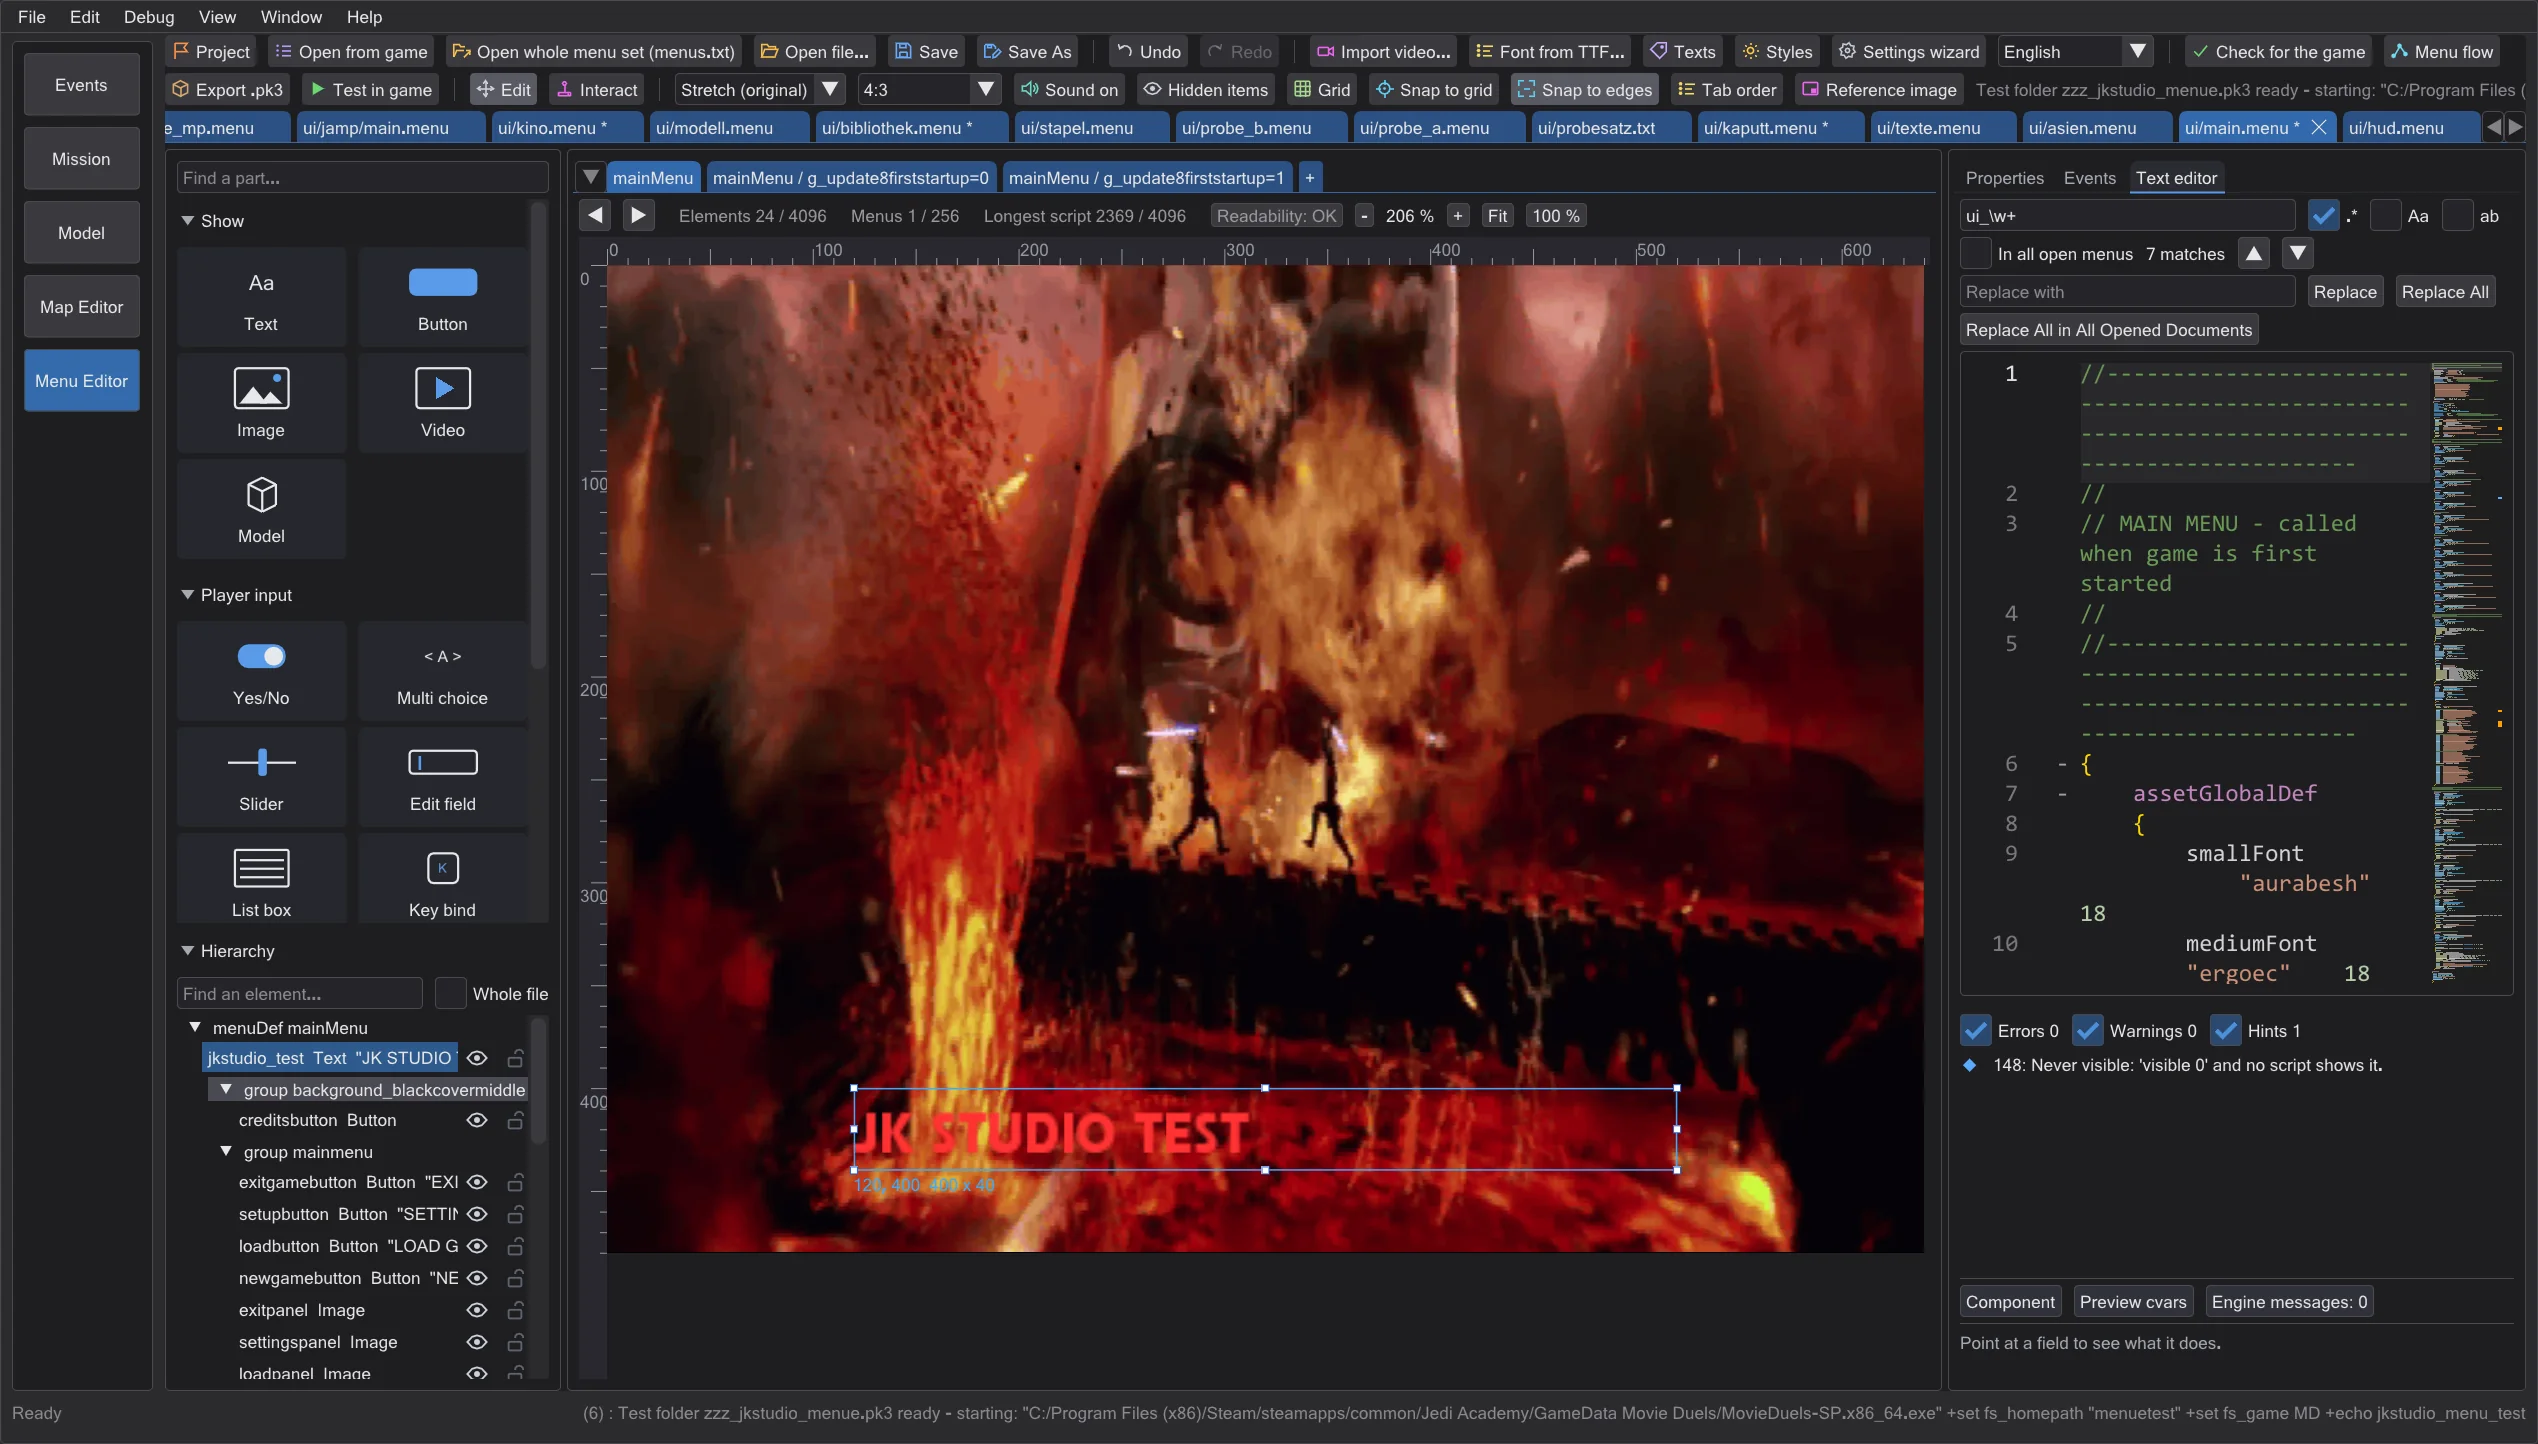 File Edit Debug View Window Help
Project Open from game Open whole menu set (menus.txt) Open file... Save Save As Undo Redo Import video... Font from TTF... Texts Styles Settings wizard English Check for the game Menu flow
Export .pk3 Test in game Edit Interact Stretch (original) 4:3 Sound on Hidden items Grid Snap to grid Snap to edges Tab order Reference image Test folder zzz_jkstudio_menue.pk3 ready - starting: "C:/Program Files (
e_mp.menu ui/jamp/main.menu ui/kino.menu * ui/modell.menu ui/bibliothek.menu * ui/stapel.menu ui/probe_b.menu ui/probe_a.menu ui/probesatz.txt ui/kaputt.menu * ui/texte.menu ui/asien.menu ui/main.menu * ui/hud.menu
Events
Mission
Model
Map Editor
Menu Editor
Find a part...
Show
Aa
Text Button
Image Video
Model
Player input
< A >
Yes/No Multi choice
Slider Edit field
K
List box Key bind
Hierarchy
Find an element... Whole file
menuDef mainMenu
jkstudio_test Text "JK STUDIO
group background_blackcovermiddle
creditsbutton Button
group mainmenu
exitgamebutton Button "EXI
setupbutton Button "SETTIN
loadbutton Button "LOAD G
newgamebutton Button "NE
exitpanel Image
settingspanel Image
loadpanel Image
mainMenu mainMenu / g_update8firststartup=0 mainMenu / g_update8firststartup=1 +
Elements 24 / 4096 Menus 1 / 256 Longest script 2369 / 4096 Readability: OK - 206 % + Fit 100 %
0 100 200 300 400 500 600
0
100
200
300
400
JK STUDIO TEST
120, 400 400 x 40
Properties Events Text editor
ui_\w+ .* Aa ab
In all open menus 7 matches
Replace with Replace Replace All
Replace All in All Opened Documents
1 //-----------------------
-------------------------
-------------------------
---------------------
2 //
3 // MAIN MENU - called
when game is first
started
4 //
5 //-----------------------
-------------------------
-------------------------
---------------------
6 - {
7 - assetGlobalDef
8 {
9 smallFont
"aurabesh"
18
10 mediumFont
"ergoec" 18
Errors 0 Warnings 0 Hints 1
148: Never visible: 'visible 0' and no script shows it.
Component Preview cvars Engine messages: 0
Point at a field to see what it does.
Ready (6) : Test folder zzz_jkstudio_menue.pk3 ready - starting: "C:/Program Files (x86)/Steam/steamapps/common/Jedi Academy/GameData Movie Duels/MovieDuels-SP.x86_64.exe" +set fs_homepath "menuetest" +set fs_game MD +echo jkstudio_menu_test